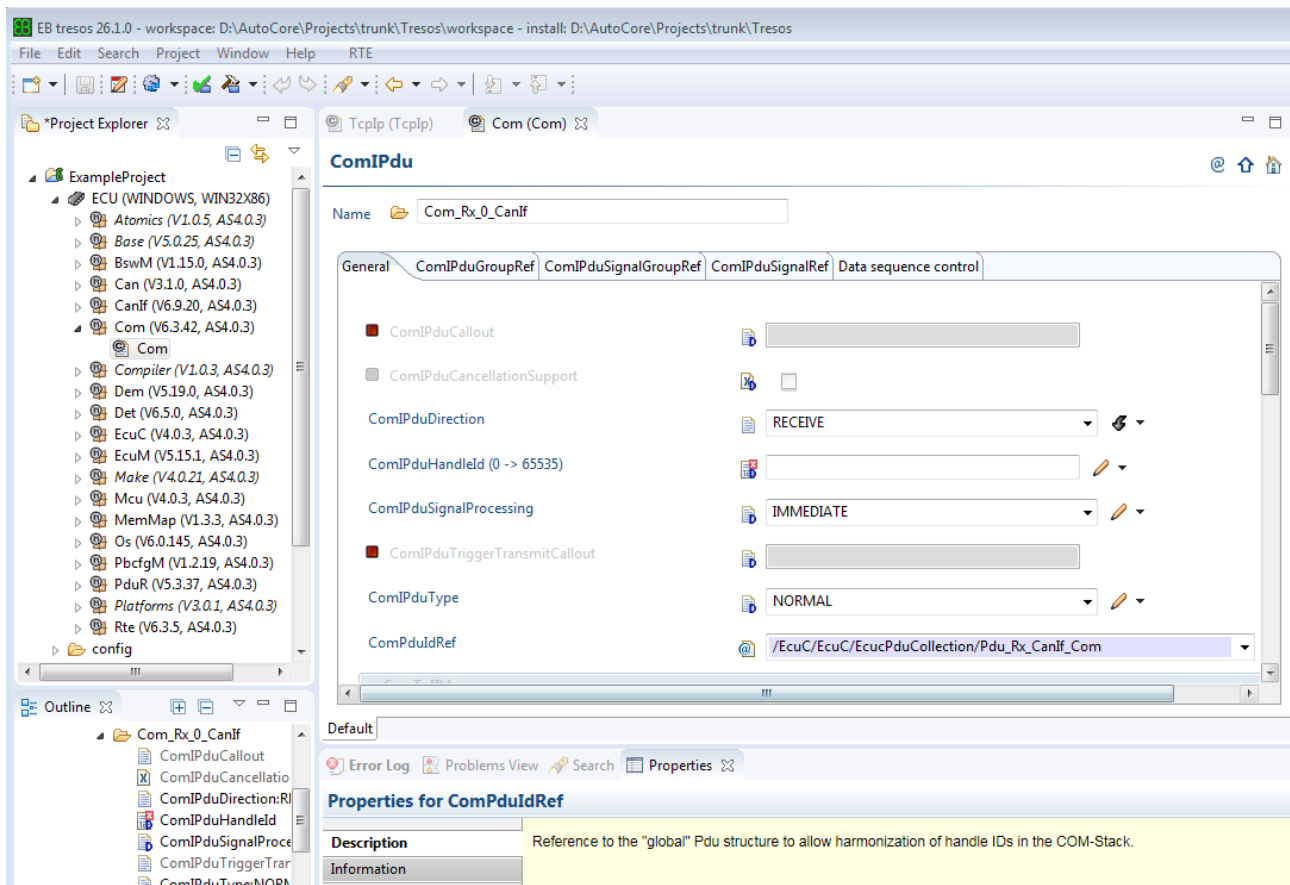 EB tresos 26.1.0 - workspace: D:\AutoCore\Projects\trunk\Tresos\workspace - install: D:\AutoCore\Projects\trunk\Tresos
File Edit Search Project Window Help RTE
*Project Explorer
ExampleProject
ECU (WINDOWS, WIN32X86)
Atomics (V1.0.5, AS4.0.3)
Base (V5.0.25, AS4.0.3)
BswM (V1.15.0, AS4.0.3)
Can (V3.1.0, AS4.0.3)
CanIf (V6.9.20, AS4.0.3)
Com (V6.3.42, AS4.0.3)
Com
Compiler (V1.0.3, AS4.0.3)
Dem (V5.19.0, AS4.0.3)
Det (V6.5.0, AS4.0.3)
EcuC (V4.0.3, AS4.0.3)
EcuM (V5.15.1, AS4.0.3)
Make (V4.0.21, AS4.0.3)
Mcu (V4.0.3, AS4.0.3)
MemMap (V1.3.3, AS4.0.3)
Os (V6.0.145, AS4.0.3)
PbcfgM (V1.2.19, AS4.0.3)
PduR (V5.3.37, AS4.0.3)
Platforms (V3.0.1, AS4.0.3)
Rte (V6.3.5, AS4.0.3)
config
Outline
Com_Rx_0_CanIf
ComIPduCallout
ComIPduCancellatio
ComIPduDirection:RI
ComIPduHandleId
ComIPduSignalProce
ComIPduTriggerTrar
ComIPduType:NORM
TcpIp (TcpIp) Com (Com)
ComIPdu
Name Com_Rx_0_CanIf
General ComIPduGroupRef ComIPduSignalGroupRef ComIPduSignalRef Data sequence control
ComIPduCallout
ComIPduCancellationSupport
ComIPduDirection RECEIVE
ComIPduHandleId (0 -> 65535)
ComIPduSignalProcessing IMMEDIATE
ComIPduTriggerTransmitCallout
ComIPduType NORMAL
ComPduIdRef /EcuC/EcuC/EcucPduCollection/Pdu_Rx_CanIf_Com
Default
Error Log Problems View Search Properties
Properties for ComPduIdRef
Description Reference to the "global" Pdu structure to allow harmonization of handle IDs in the COM-Stack.
Information